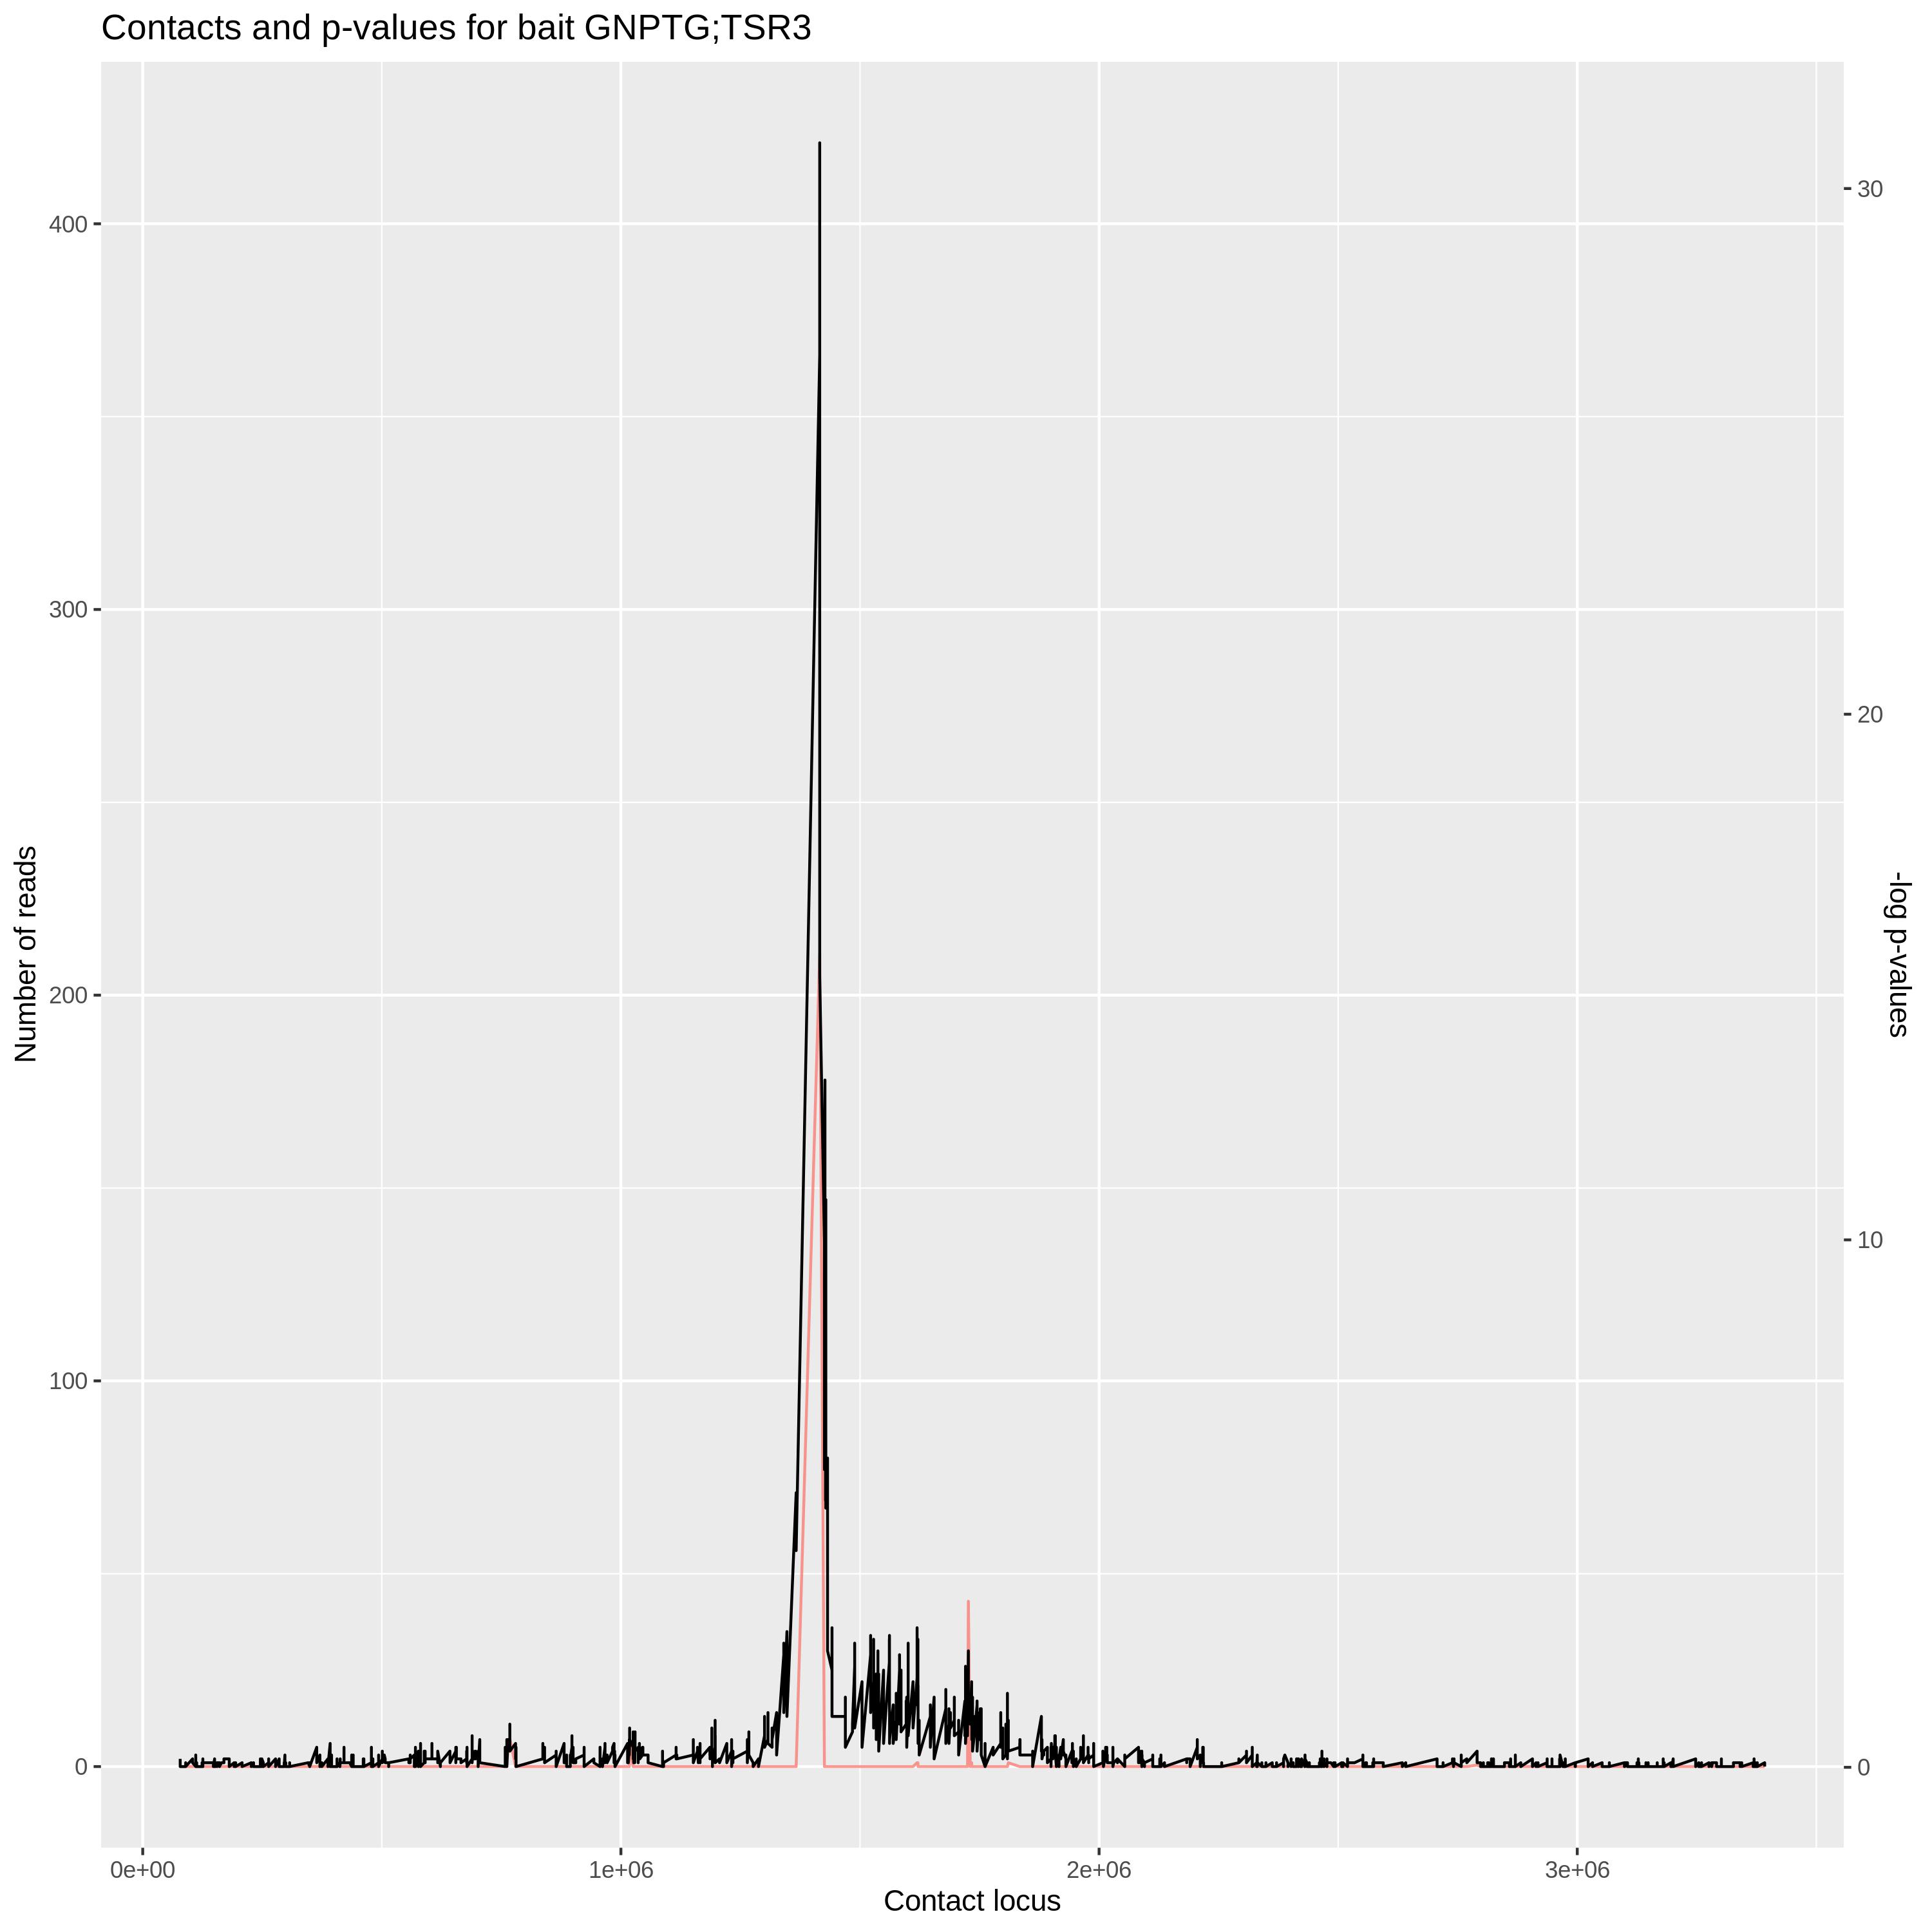 Contacts and p-values for bait GNPTG;TSR3
400
300
200
100
0
Number of reads
30
20
10
0
-log p-values
0e+00
1e+06
2e+06
3e+06
Contact locus